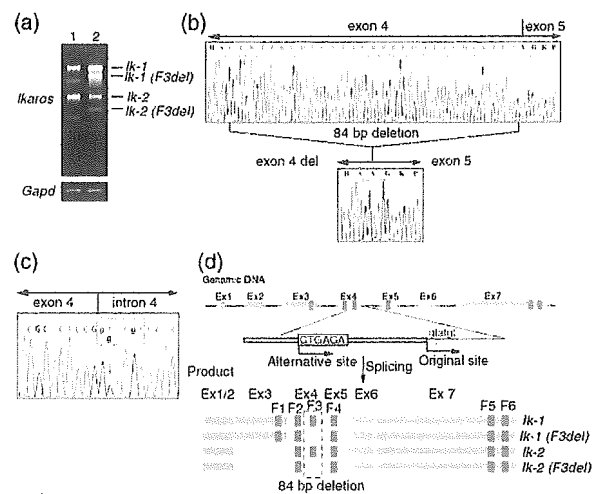 (a)
1 2
Ikaros
Ik-1
Ik-1 (F3del)
Ik-2
Ik-2 (F3del)
Gapd
(b)
exon 4 exon 5
84 bp deletion
exon 4 del exon 5
(c)
exon 4 intron 4
(d)
Genomic DNA
Ex1 Ex2 Ex3 Ex4 Ex5 Ex6 Ex7
GTGAGA
Alternative site
Original site
Splicing
Product
Ex1/2 Ex3 Ex4 Ex5 Ex6 Ex 7
F1 F2 F3 F4 F5 F6
Ik-1
Ik-1 (F3del)
Ik-2
Ik-2 (F3del)
84 bp deletion